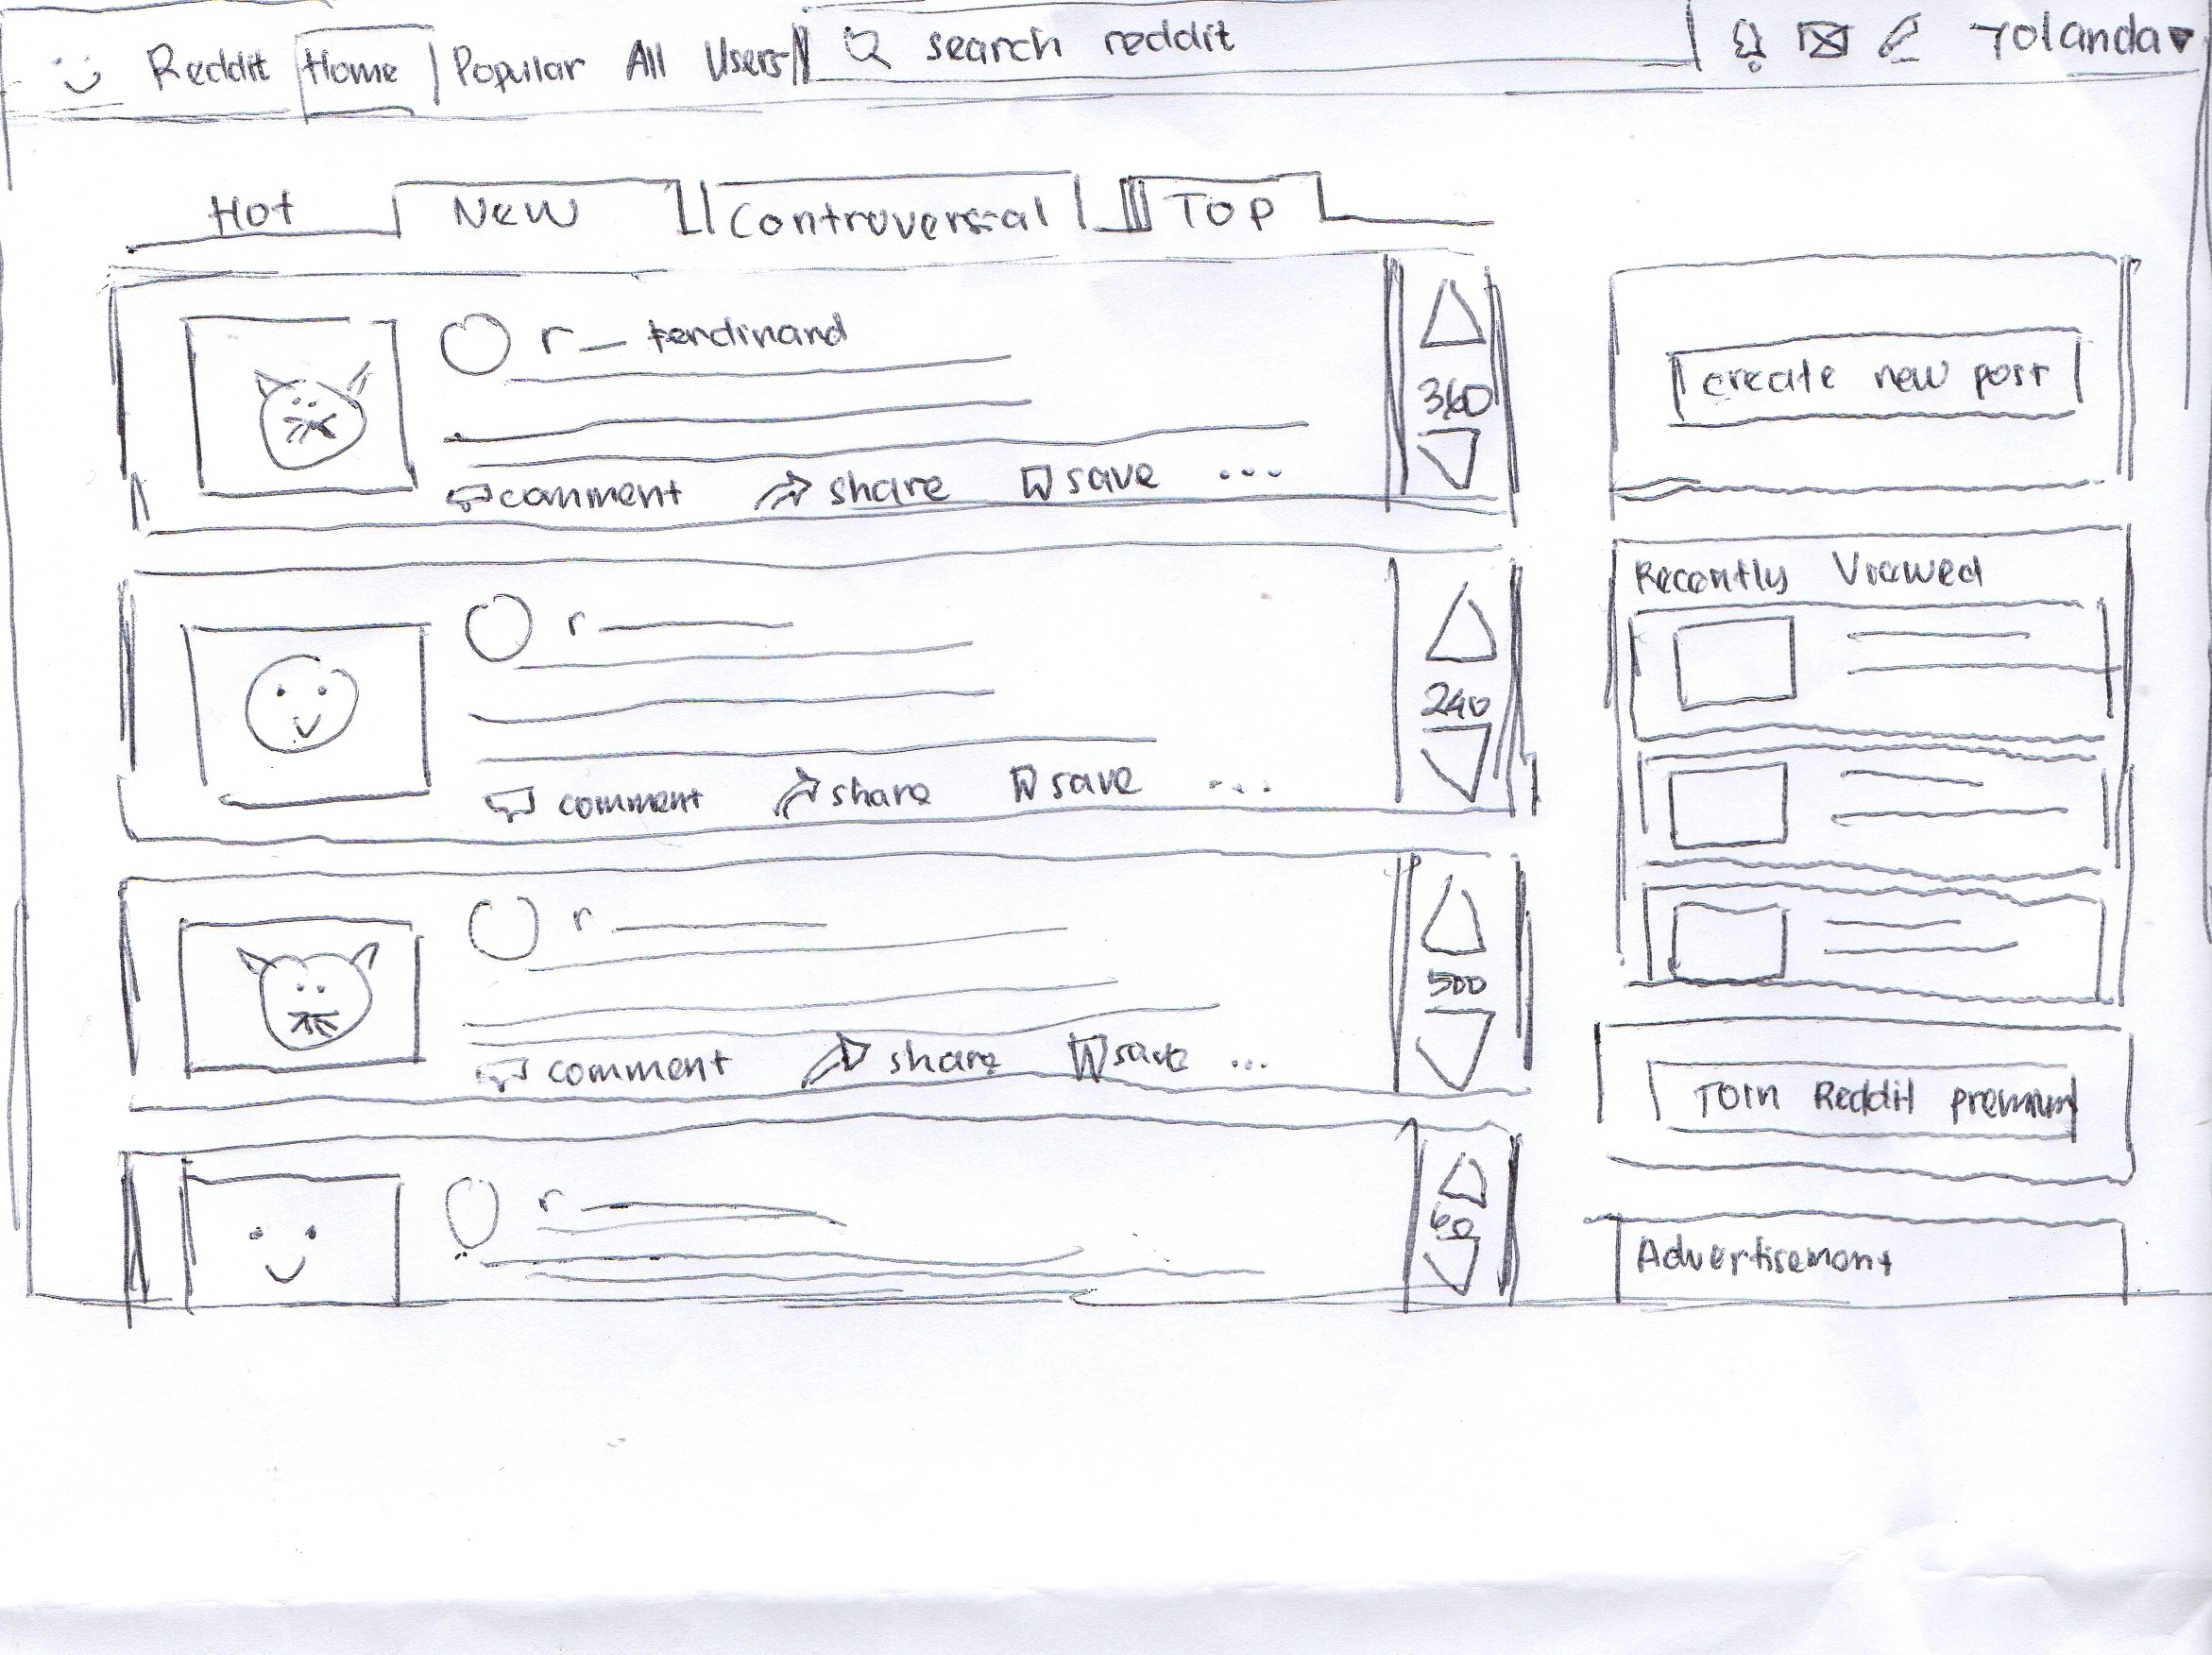 Reddit Home Popular All Users search reddit Yolanda
Hot New Controversial Top
r ferdinand
360
comment share save ...
create new post
r
240
comment share save ...
Recently Viewed
r
500
comment share save ...
r
60
Join Reddit premium
Advertisement